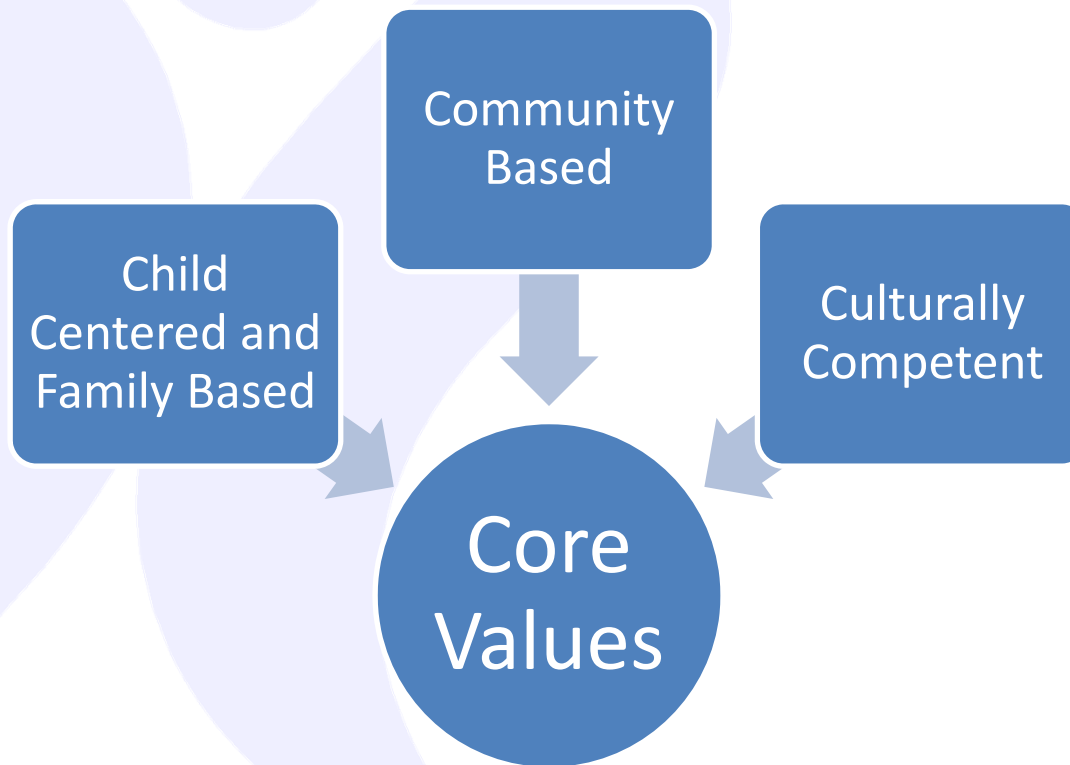 Community
Based
Child
Centered and
Family Based
Culturally
Competent
Core
Values